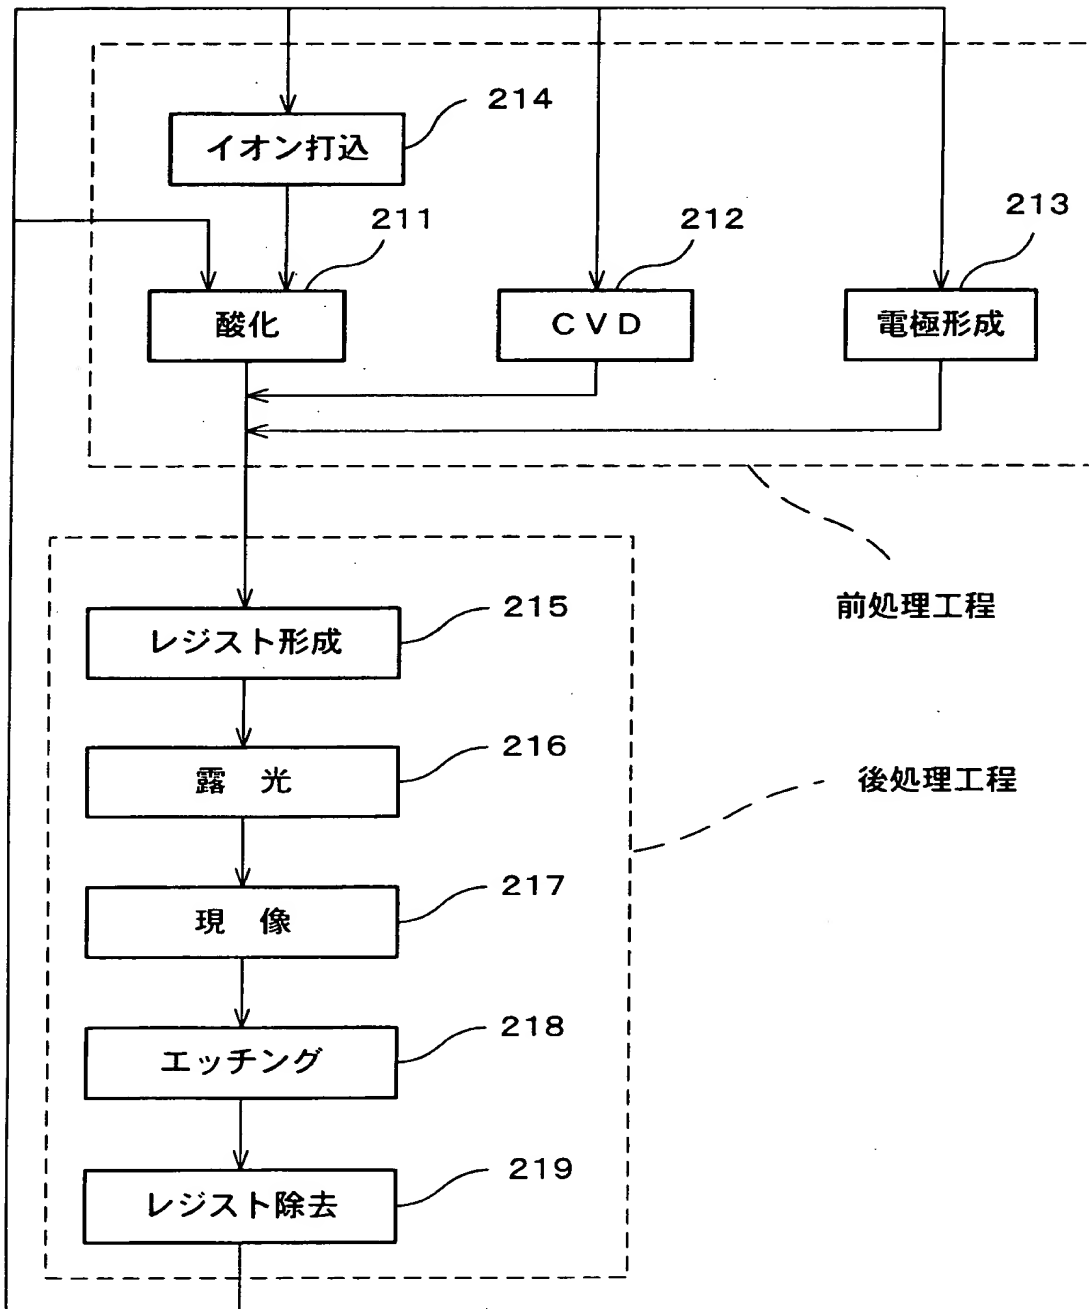 214
イオン打込
211
212
213
酸化
CVD
電極形成
前処理工程
215
レジスト形成
216
露 光
後処理工程
217
現 像
218
エッチング
219
レジスト除去